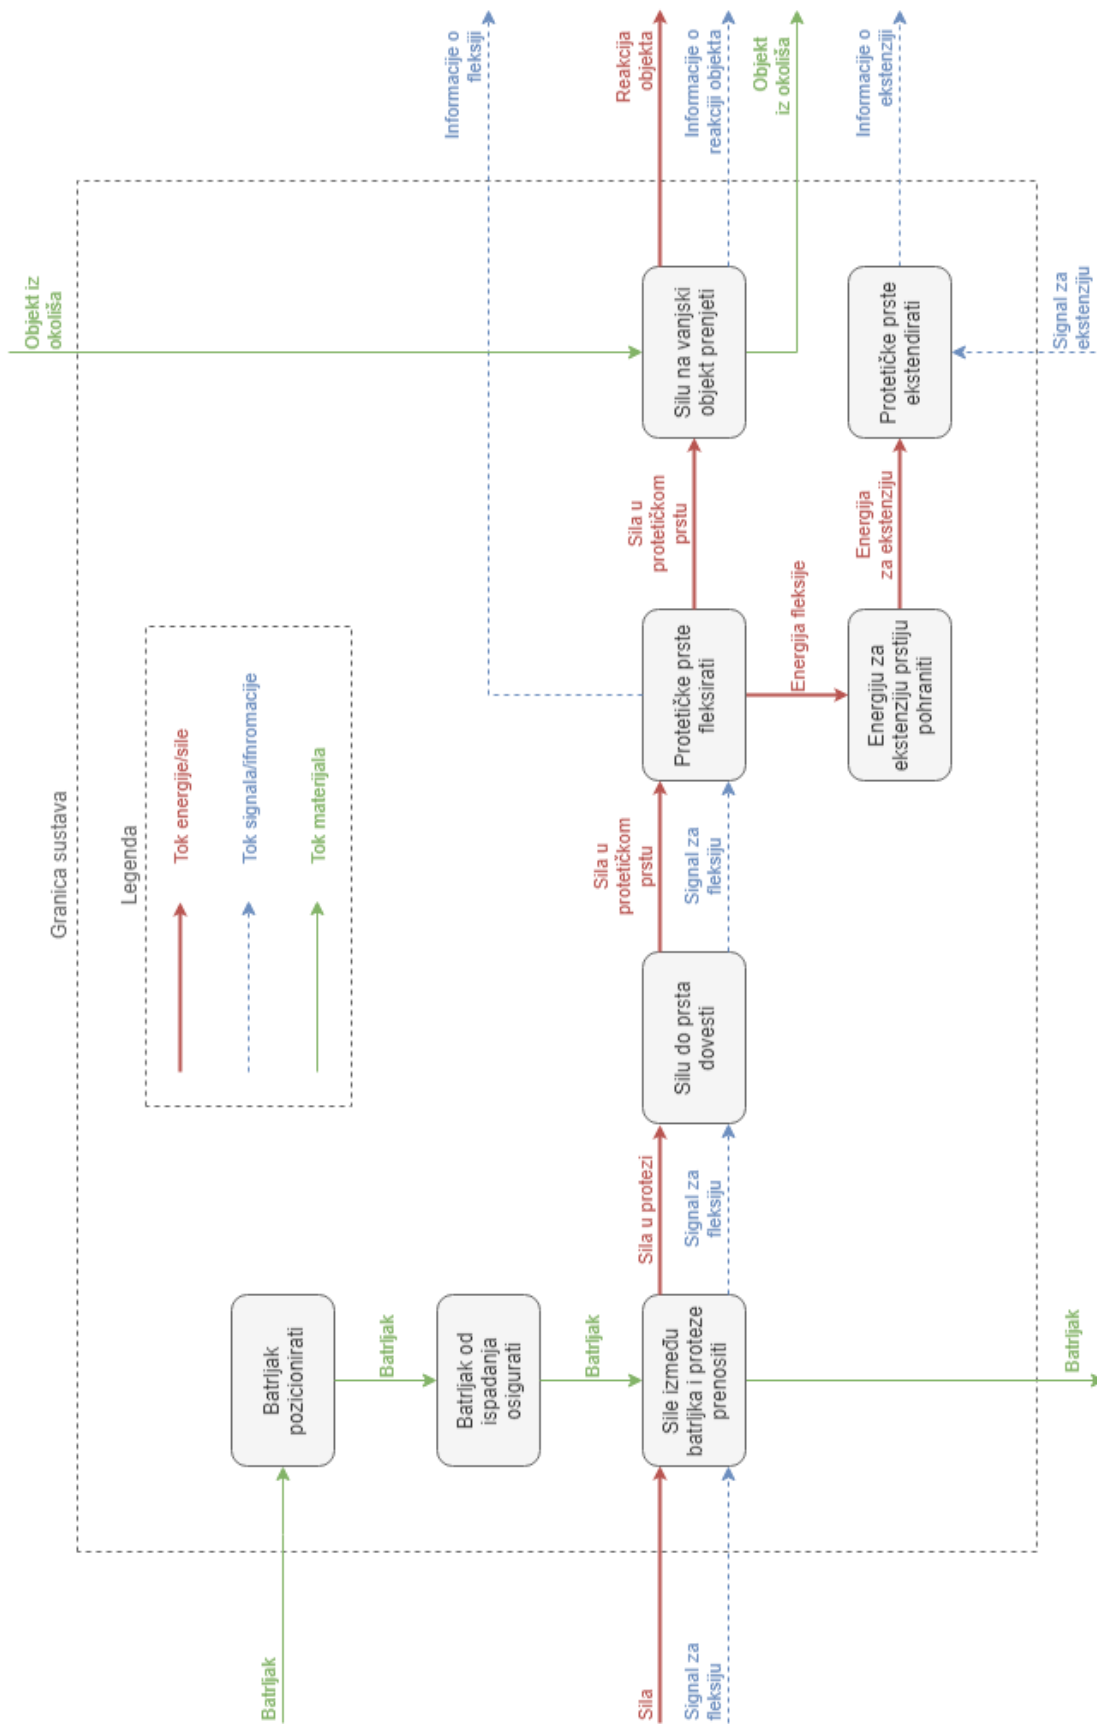 Granica sustava
Legenda
Tok energije/sile
Tok signala/ifnromacije
Tok materijala
Objekt iz
okoliša
Informacije o
fleksiji
Batrljak
Batrljak
pozicionirati
Batrljak
Batrljak od
ispadanja
osigurati
Batrljak
Sila
Signal za
fleksiju
Sile između
batrljka i proteze
prenositi
Sila u protezi
Signal za
fleksiju
Silu do prsta
dovesti
Sila u
protetičkom
prstu
Signal za
fleksiju
Protetičke prste
fleksirati
Sila u
protetičkom
prstu
Silu na vanjski
objekt prenjeti
Reakcija
objekta
Informacije o
reakciji objekta
Objekt
iz okoliša
Energija fleksije
Energiju za
ekstenziju prstiju
pohraniti
Energija
za ekstenziju
Protetičke prste
ekstendirati
Informacije o
ekstenziji
Signal za
ekstenziju
Batrljak